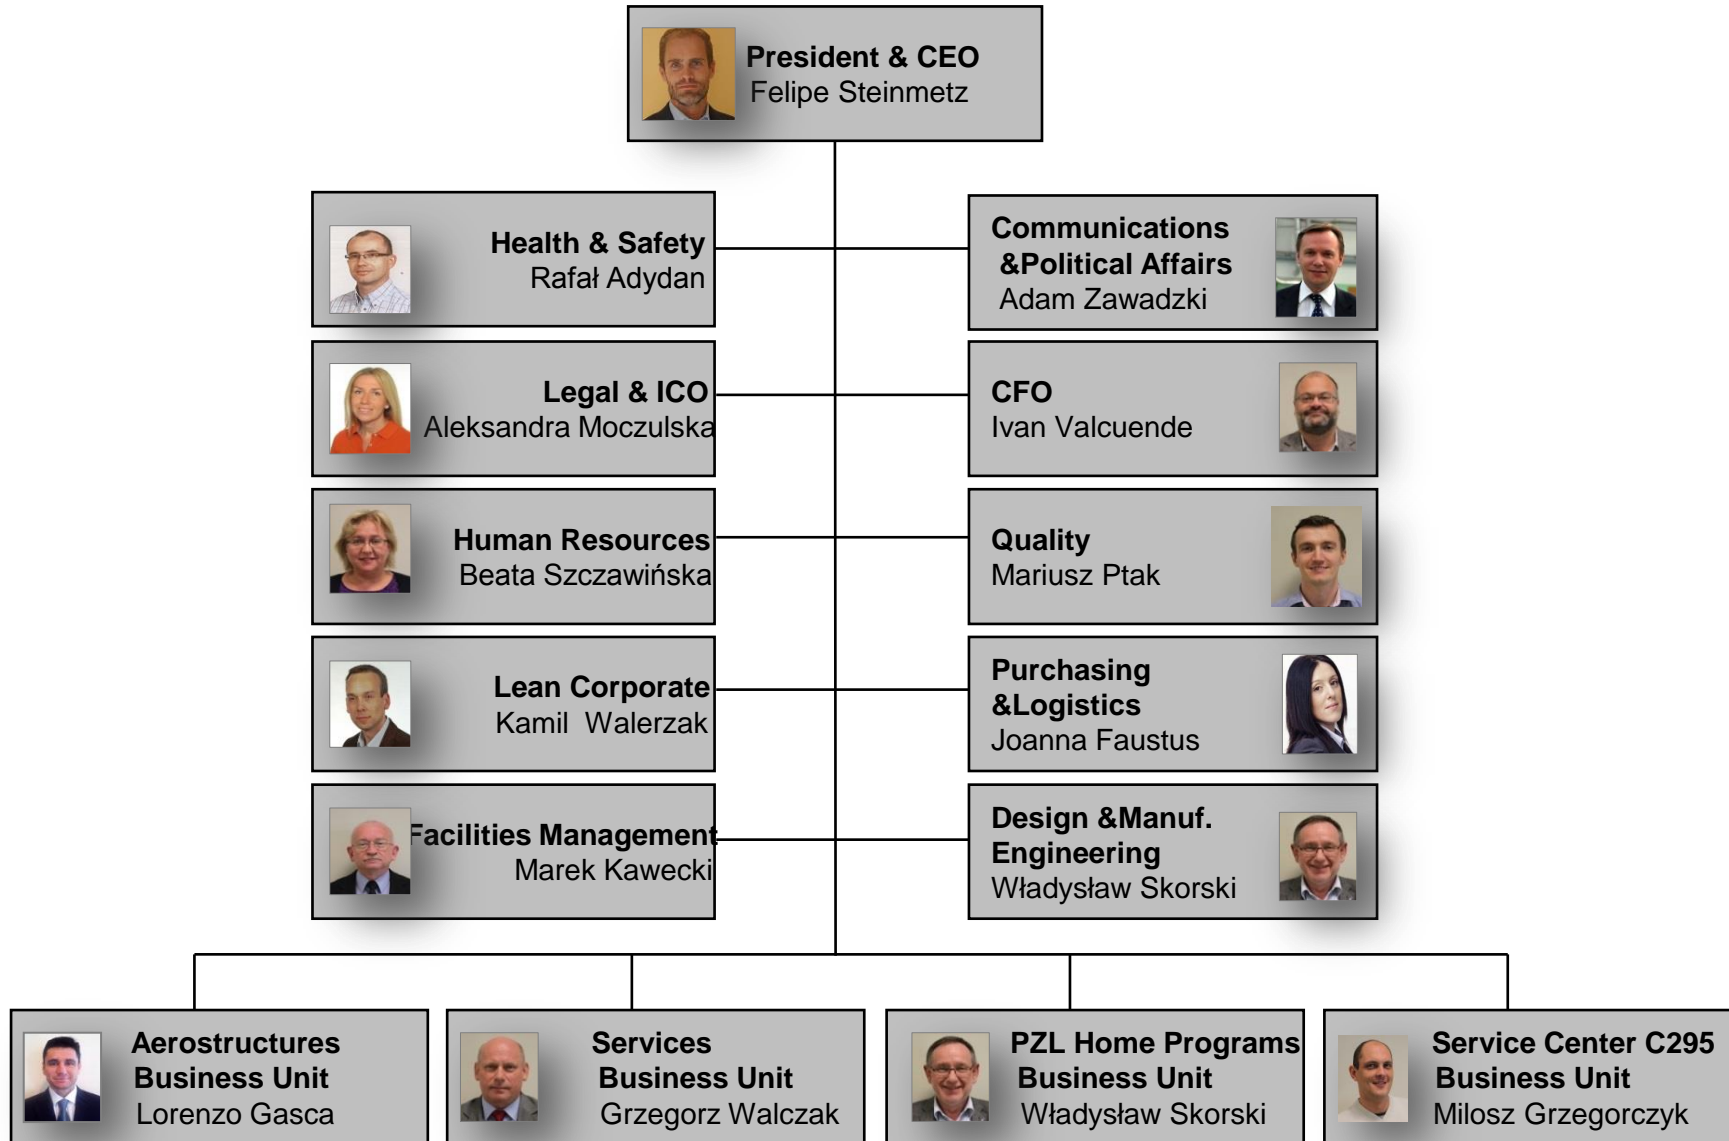 President & CEO
Felipe Steinmetz
Health & Safety
Rafał Adydan
Communications
&Political Affairs
Adam Zawadzki
Legal & ICO
Aleksandra Moczulska
CFO
Ivan Valcuende
Human Resources
Beata Szczawińska
Quality
Mariusz Ptak
Lean Corporate
Kamil  Walerzak
Purchasing
&Logistics
Joanna Faustus
Facilities Management
Marek Kawecki
Design &Manuf.
Engineering
Władysław Skorski
Aerostructures
Business Unit
Lorenzo Gasca
Services
Business Unit
Grzegorz Walczak
PZL Home Programs
Business Unit
Władysław Skorski
Service Center C295
Business Unit
Milosz Grzegorczyk